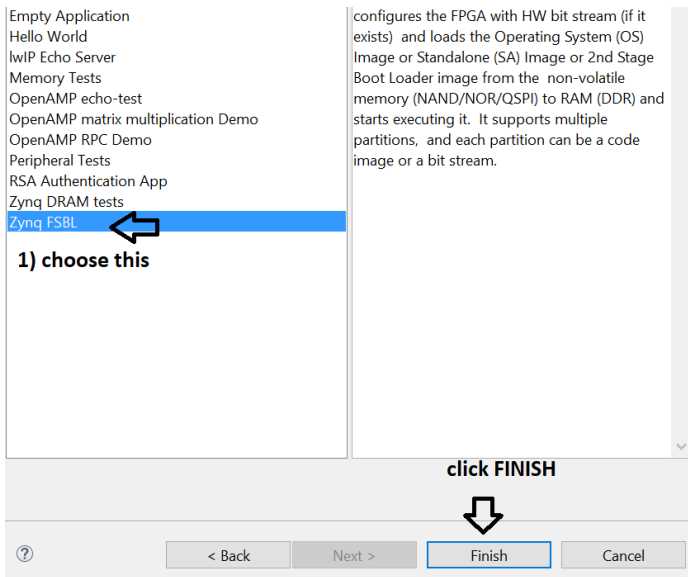 Empty Application
Hello World
lwIP Echo Server
Memory Tests
OpenAMP echo-test
OpenAMP matrix multiplication Demo
OpenAMP RPC Demo
Peripheral Tests
RSA Authentication App
Zynq DRAM tests
Zynq FSBL
1) choose this
configures the FPGA with HW bit stream (if it
exists) and loads the Operating System (OS)
Image or Standalone (SA) Image or 2nd Stage
Boot Loader image from the non-volatile
memory (NAND/NOR/QSPI) to RAM (DDR) and
starts executing it. It supports multiple
partitions, and each partition can be a code
image or a bit stream.
click FINISH
? < Back Next > Finish Cancel